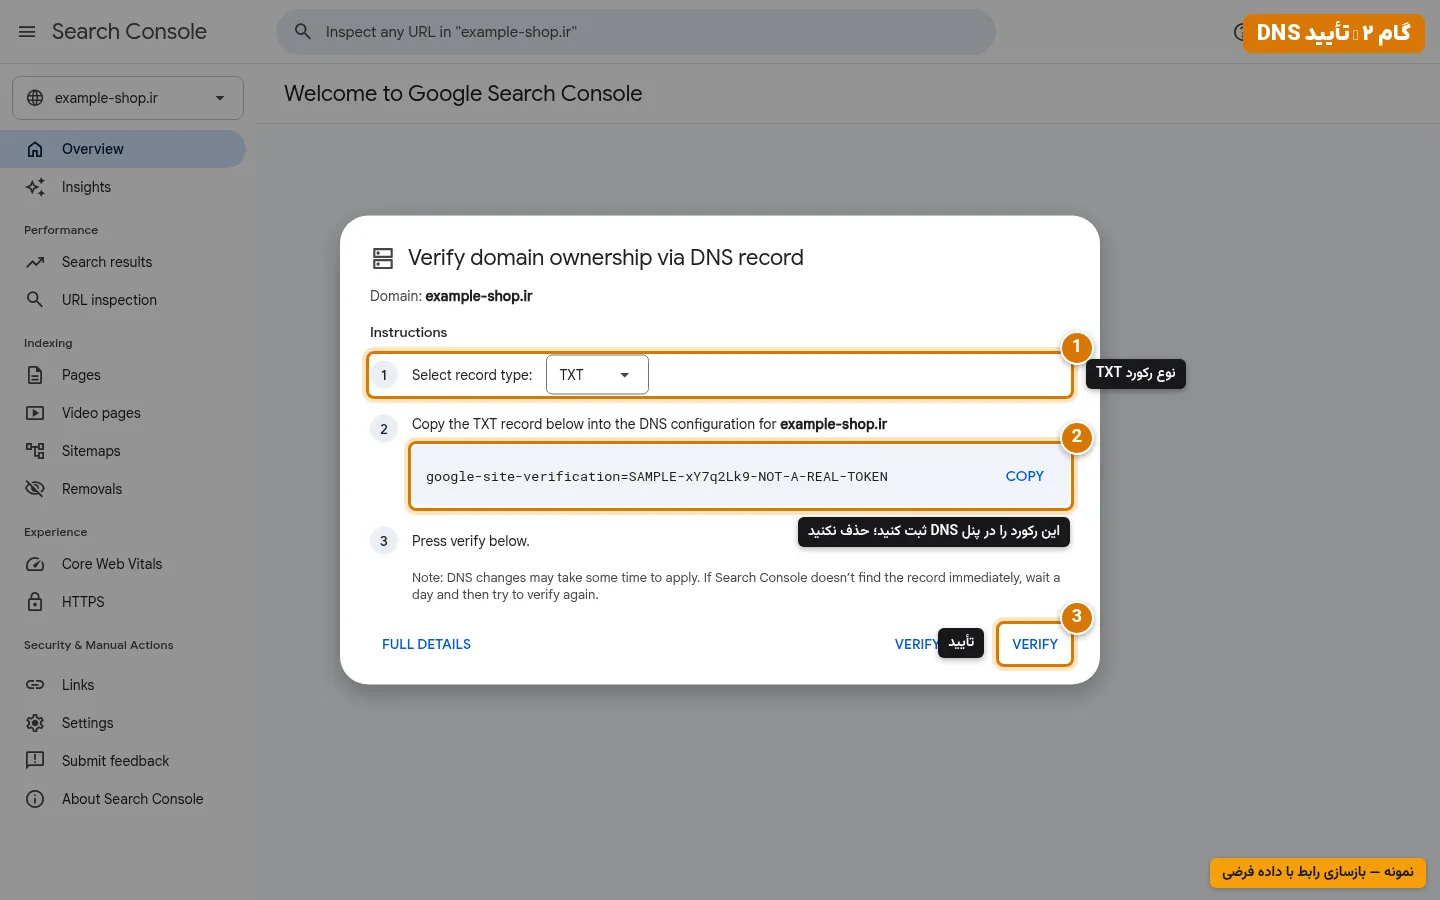 Search Console
Inspect any URL in "example-shop.ir"
گام ۲ تأیید DNS
example-shop.ir
Welcome to Google Search Console
Overview
Insights
Performance
Search results
URL inspection
Indexing
Pages
Video pages
Sitemaps
Removals
Experience
Core Web Vitals
HTTPS
Security & Manual Actions
Links
Settings
Submit feedback
About Search Console
Verify domain ownership via DNS record
Domain: example-shop.ir
Instructions
1
1 Select record type: TXT
نوع رکورد TXT
2 Copy the TXT record below into the DNS configuration for example-shop.ir
2
google-site-verification=SAMPLE-xY7q2Lk9-NOT-A-REAL-TOKEN COPY
این رکورد را در پنل DNS ثبت کنید؛ حذف نکنید
3 Press verify below.
Note: DNS changes may take some time to apply. If Search Console doesn’t find the record immediately, wait a
day and then try to verify again.
3
FULL DETAILS VERIFY تأیید VERIFY
نمونه — بازسازی رابط با داده فرضی